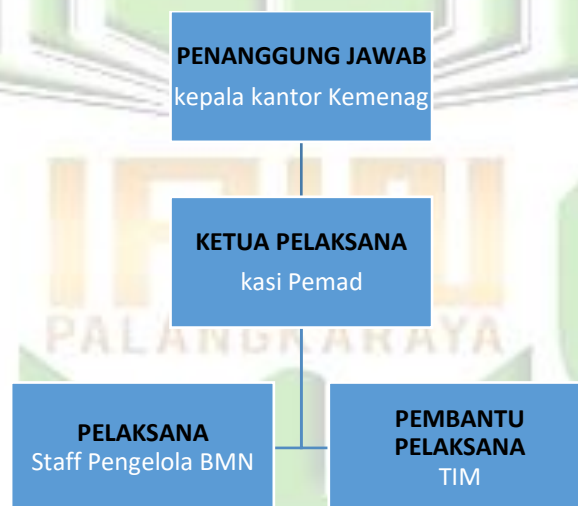 PENANGGUNG JAWAB
kepala kantor Kemenag
KETUA PELAKSANA
kasi Pemad
PALANGKARAYA
PELAKSANA
Staff Pengelola BMN
PEMBANTU
PELAKSANA
TIM